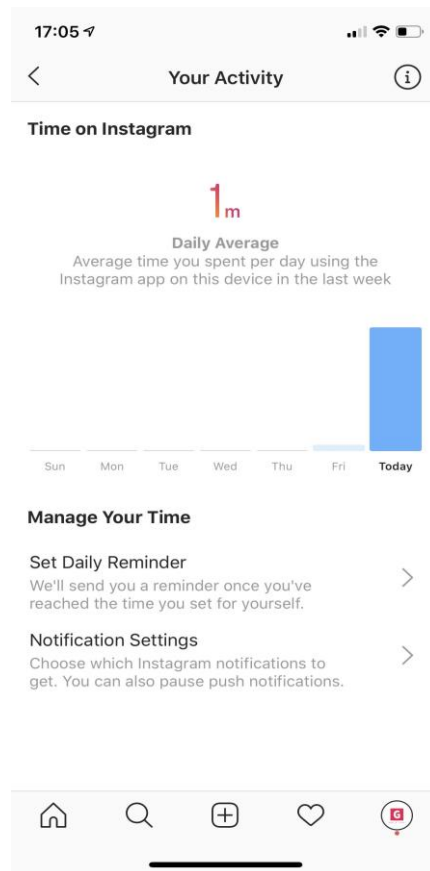 17:05
Your Activity
i
Time on Instagram
1m
Daily Average
Average time you spent per day using the
Instagram app on this device in the last week
Sun Mon Tue Wed Thu Fri Today
Manage Your Time
Set Daily Reminder
We'll send you a reminder once you've
reached the time you set for yourself.
Notification Settings
Choose which Instagram notifications to
get. You can also pause push notifications.
G